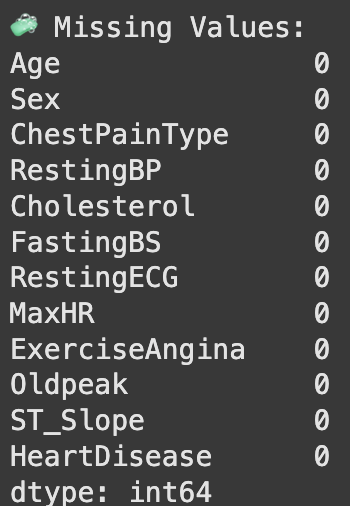 Missing Values:
Age 0
Sex 0
ChestPainType 0
RestingBP 0
Cholesterol 0
FastingBS 0
RestingECG 0
MaxHR 0
ExerciseAngina 0
Oldpeak 0
ST_Slope 0
HeartDisease 0
dtype: int64